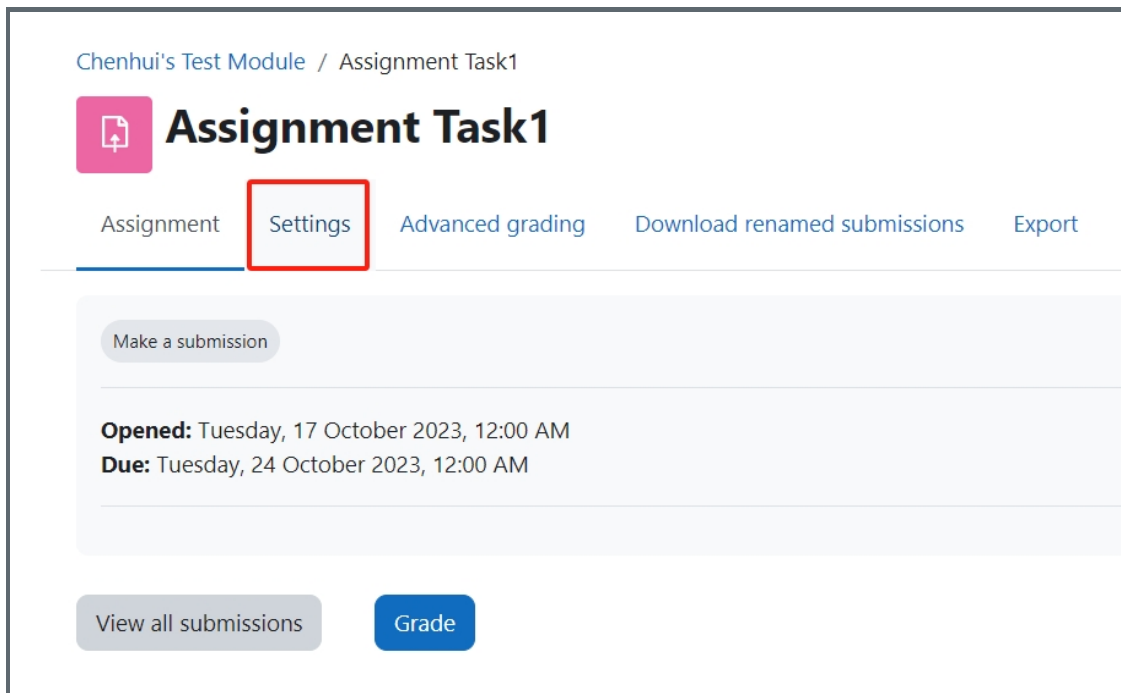 Chenhui's Test Module / Assignment Task1
Assignment Task1
Assignment Settings Advanced grading Download renamed submissions Export
Make a submission
Opened: Tuesday, 17 October 2023, 12:00 AM
Due: Tuesday, 24 October 2023, 12:00 AM
View all submissions Grade